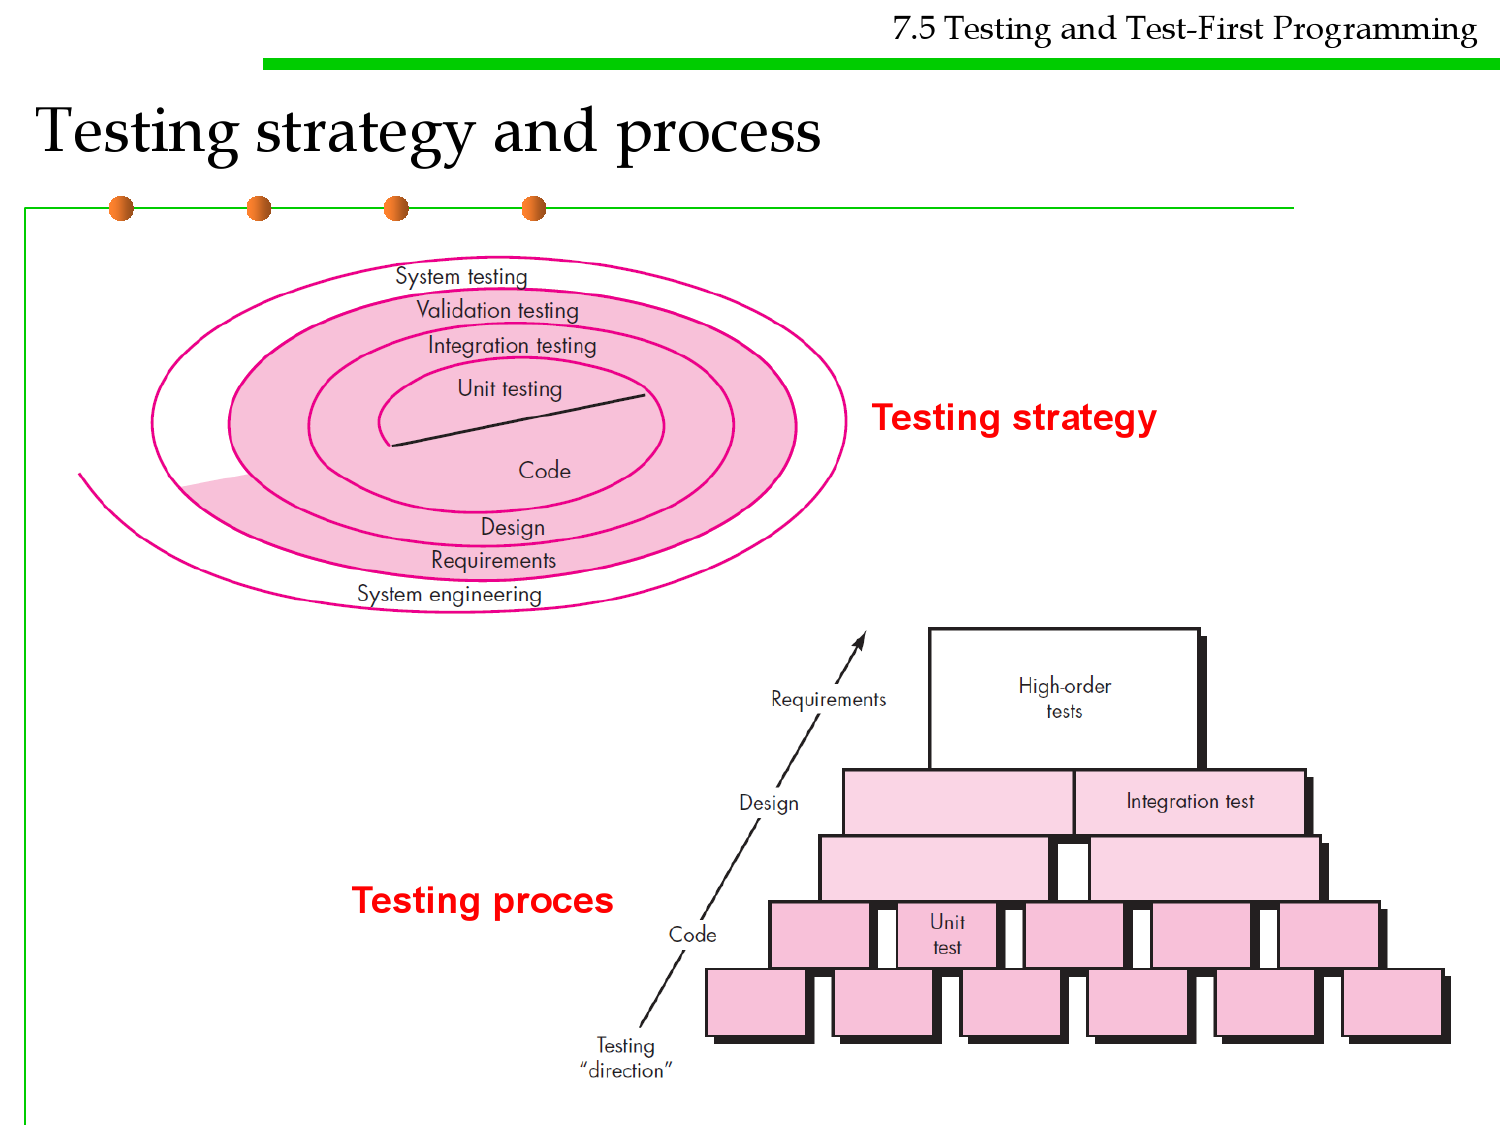 7.5 Testing and Test-First Programming
Testing strategy and process
System testing
Validation testing
Integration testing
Unit testing
Code
Design
Requirements
System engineering
Testing strategy
Requirements
High-order
tests
Design
Integration test
Testing proces
Code
Unit
test
Testing
“direction”